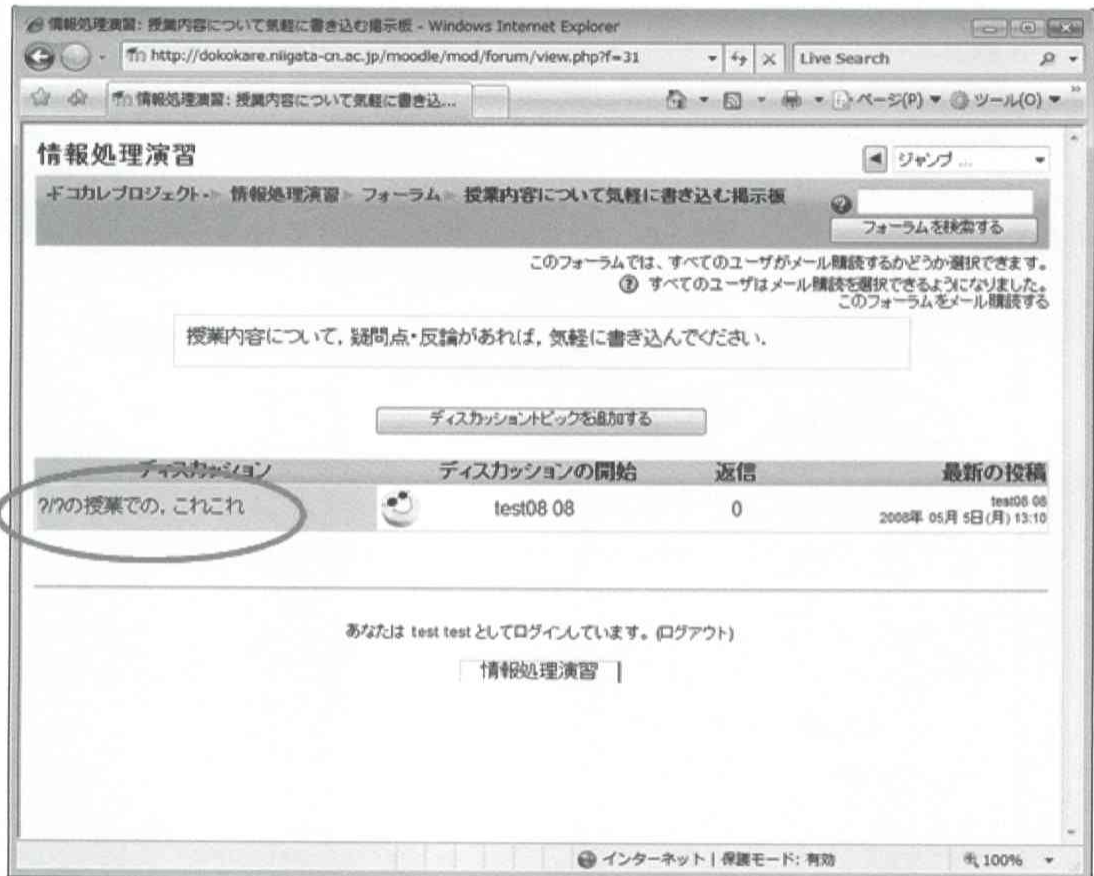 情報処理演習: 授業内容について気軽に書き込む掲示板 - Windows Internet Explorer
http://dokokare.niigata-cn.ac.jp/moodle/mod/forum/view.php?f=31
Live Search
情報処理演習: 授業内容について気軽に書き込...
ページ(P) ツール(O)
情報処理演習
ジャンプ ...
ドコカレプロジェクト ► 情報処理演習 ► フォーラム ► 授業内容について気軽に書き込む掲示板
フォーラムを検索する
このフォーラムでは、すべてのユーザがメール購読するかどうか選択できます。
すべてのユーザはメール購読を選択できるようになりました。
このフォーラムをメール購読する
授業内容について, 疑問点・反論があれば, 気軽に書き込んでください.
ディスカッショントピックを追加する
ディスカッション ディスカッションの開始 返信 最新の投稿
?/?の授業での, これこれ test08 08 0 test08 08
2008年 05月 5日(月) 13:10
あなたは test test としてログインしています。(ログアウト)
情報処理演習
インターネット | 保護モード: 有効 100%